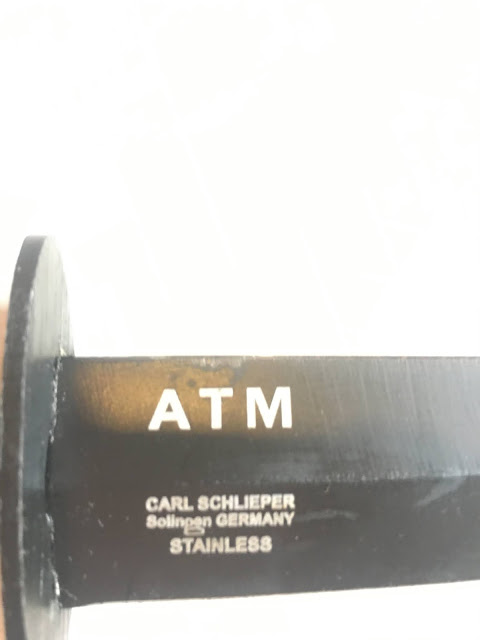 ATM
CARL SCHLIEPER
Solingen GERMANY
STAINLESS